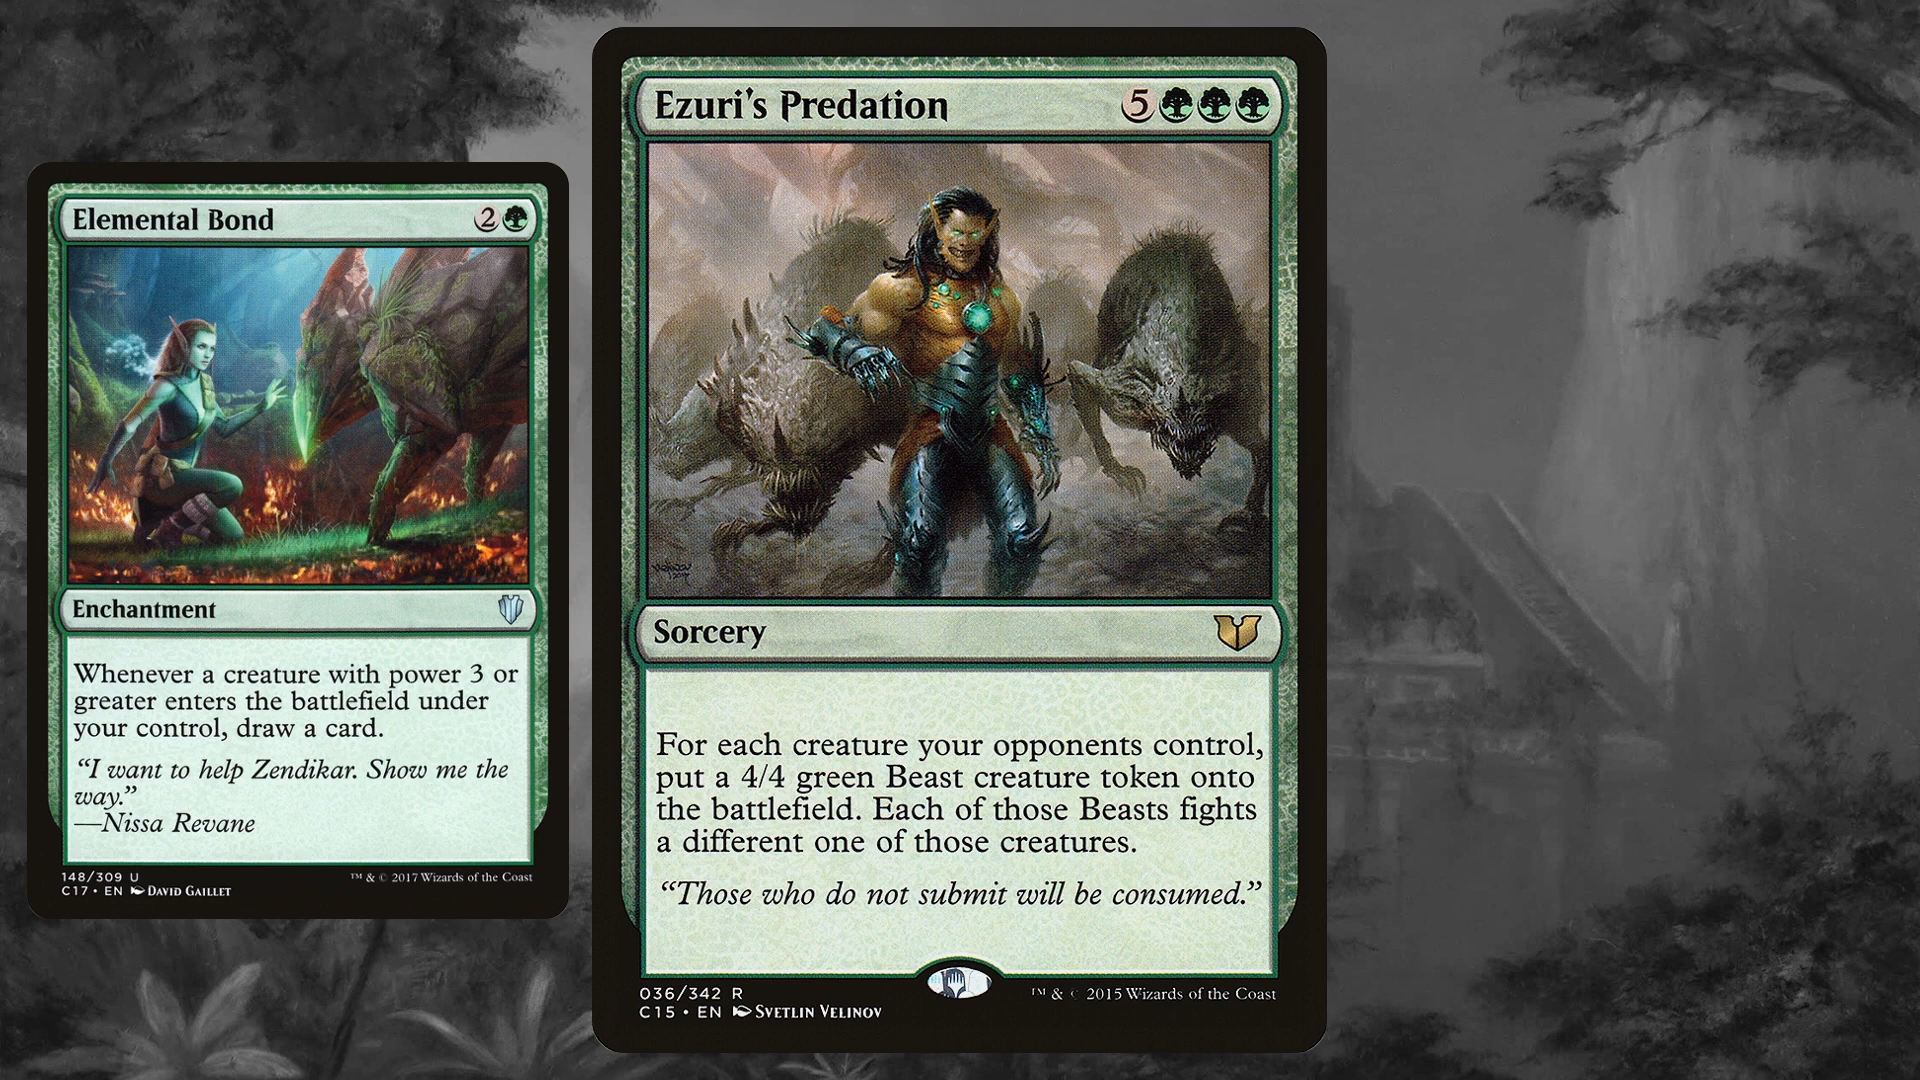 Elemental Bond 2
Enchantment
Whenever a creature with power 3 or
greater enters the battlefield under
your control, draw a card.
“I want to help Zendikar. Show me the
way.”
—Nissa Revane
148/309 U
™ & © 2017 Wizards of the Coast
C17 • EN DAVID GAILLET
Ezuri's Predation 5
Sorcery
For each creature your opponents control,
put a 4/4 green Beast creature token onto
the battlefield. Each of those Beasts fights
a different one of those creatures.
“Those who do not submit will be consumed.”
036/342 R
™ & © 2015 Wizards of the Coast
C15 • EN SVETLIN VELINOV